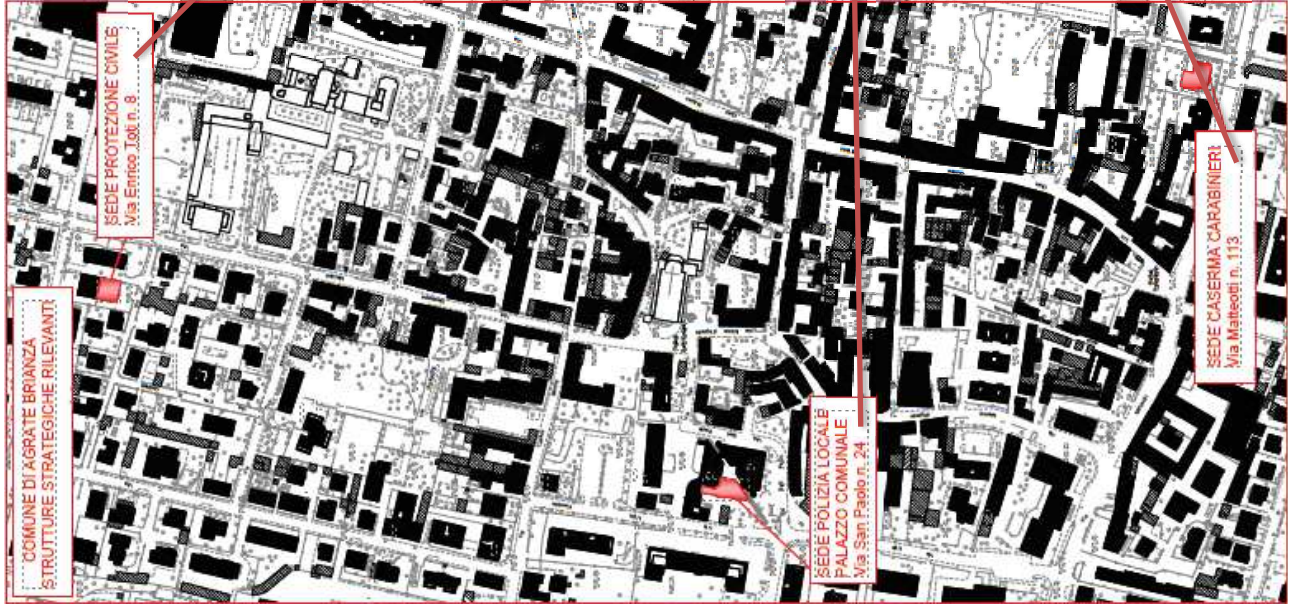 COMUNE DI AGRATE BRIANZA
STRUTTURE STRATEGICHE RILEVANTI
SEDE PROTEZIONE CIVILE
Via Enrico Toti n. 8
SEDE POLIZIA LOCALE
PALAZZO COMUNALE
Via San Paolo n. 24
SEDE CASERMA CARABINIERI
Via Matteotti n. 113